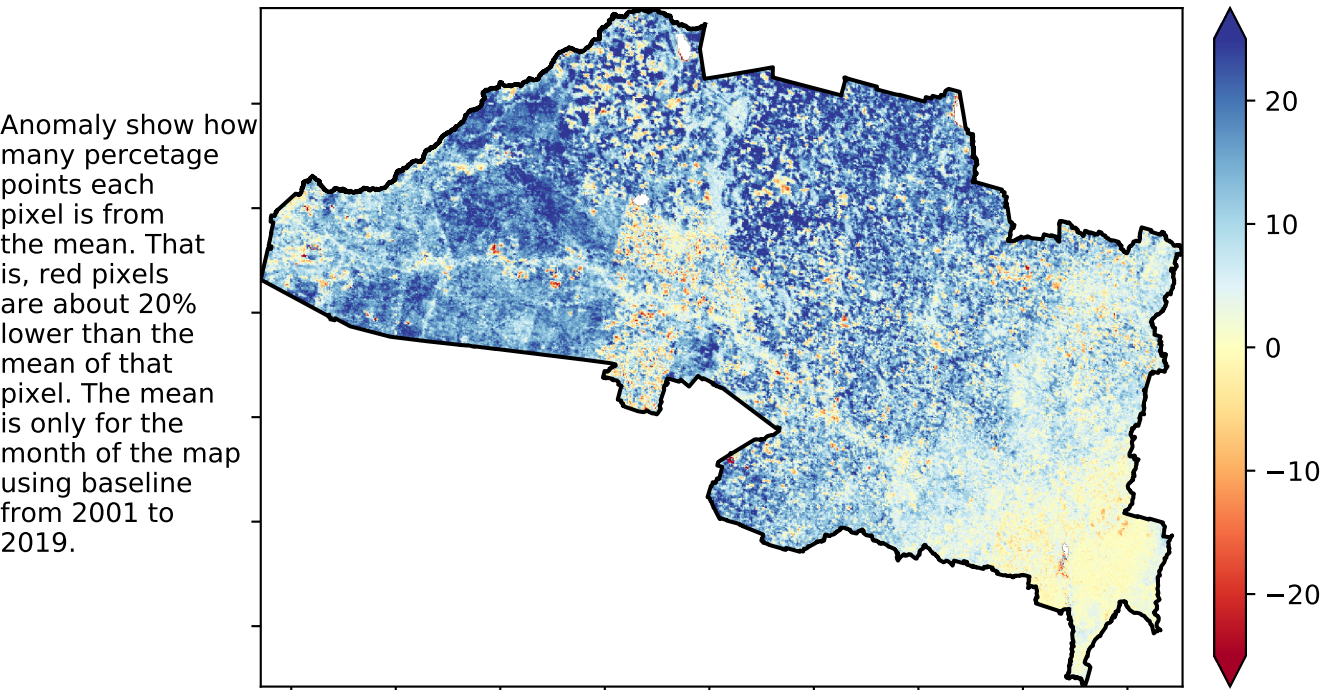 Anomaly show how
many percetage
points each
pixel is from
the mean. That
is, red pixels
are about 20%
lower than the
mean of that
pixel. The mean
is only for the
month of the map
using baseline
from 2001 to
2019.
20
10
0
−10
−20